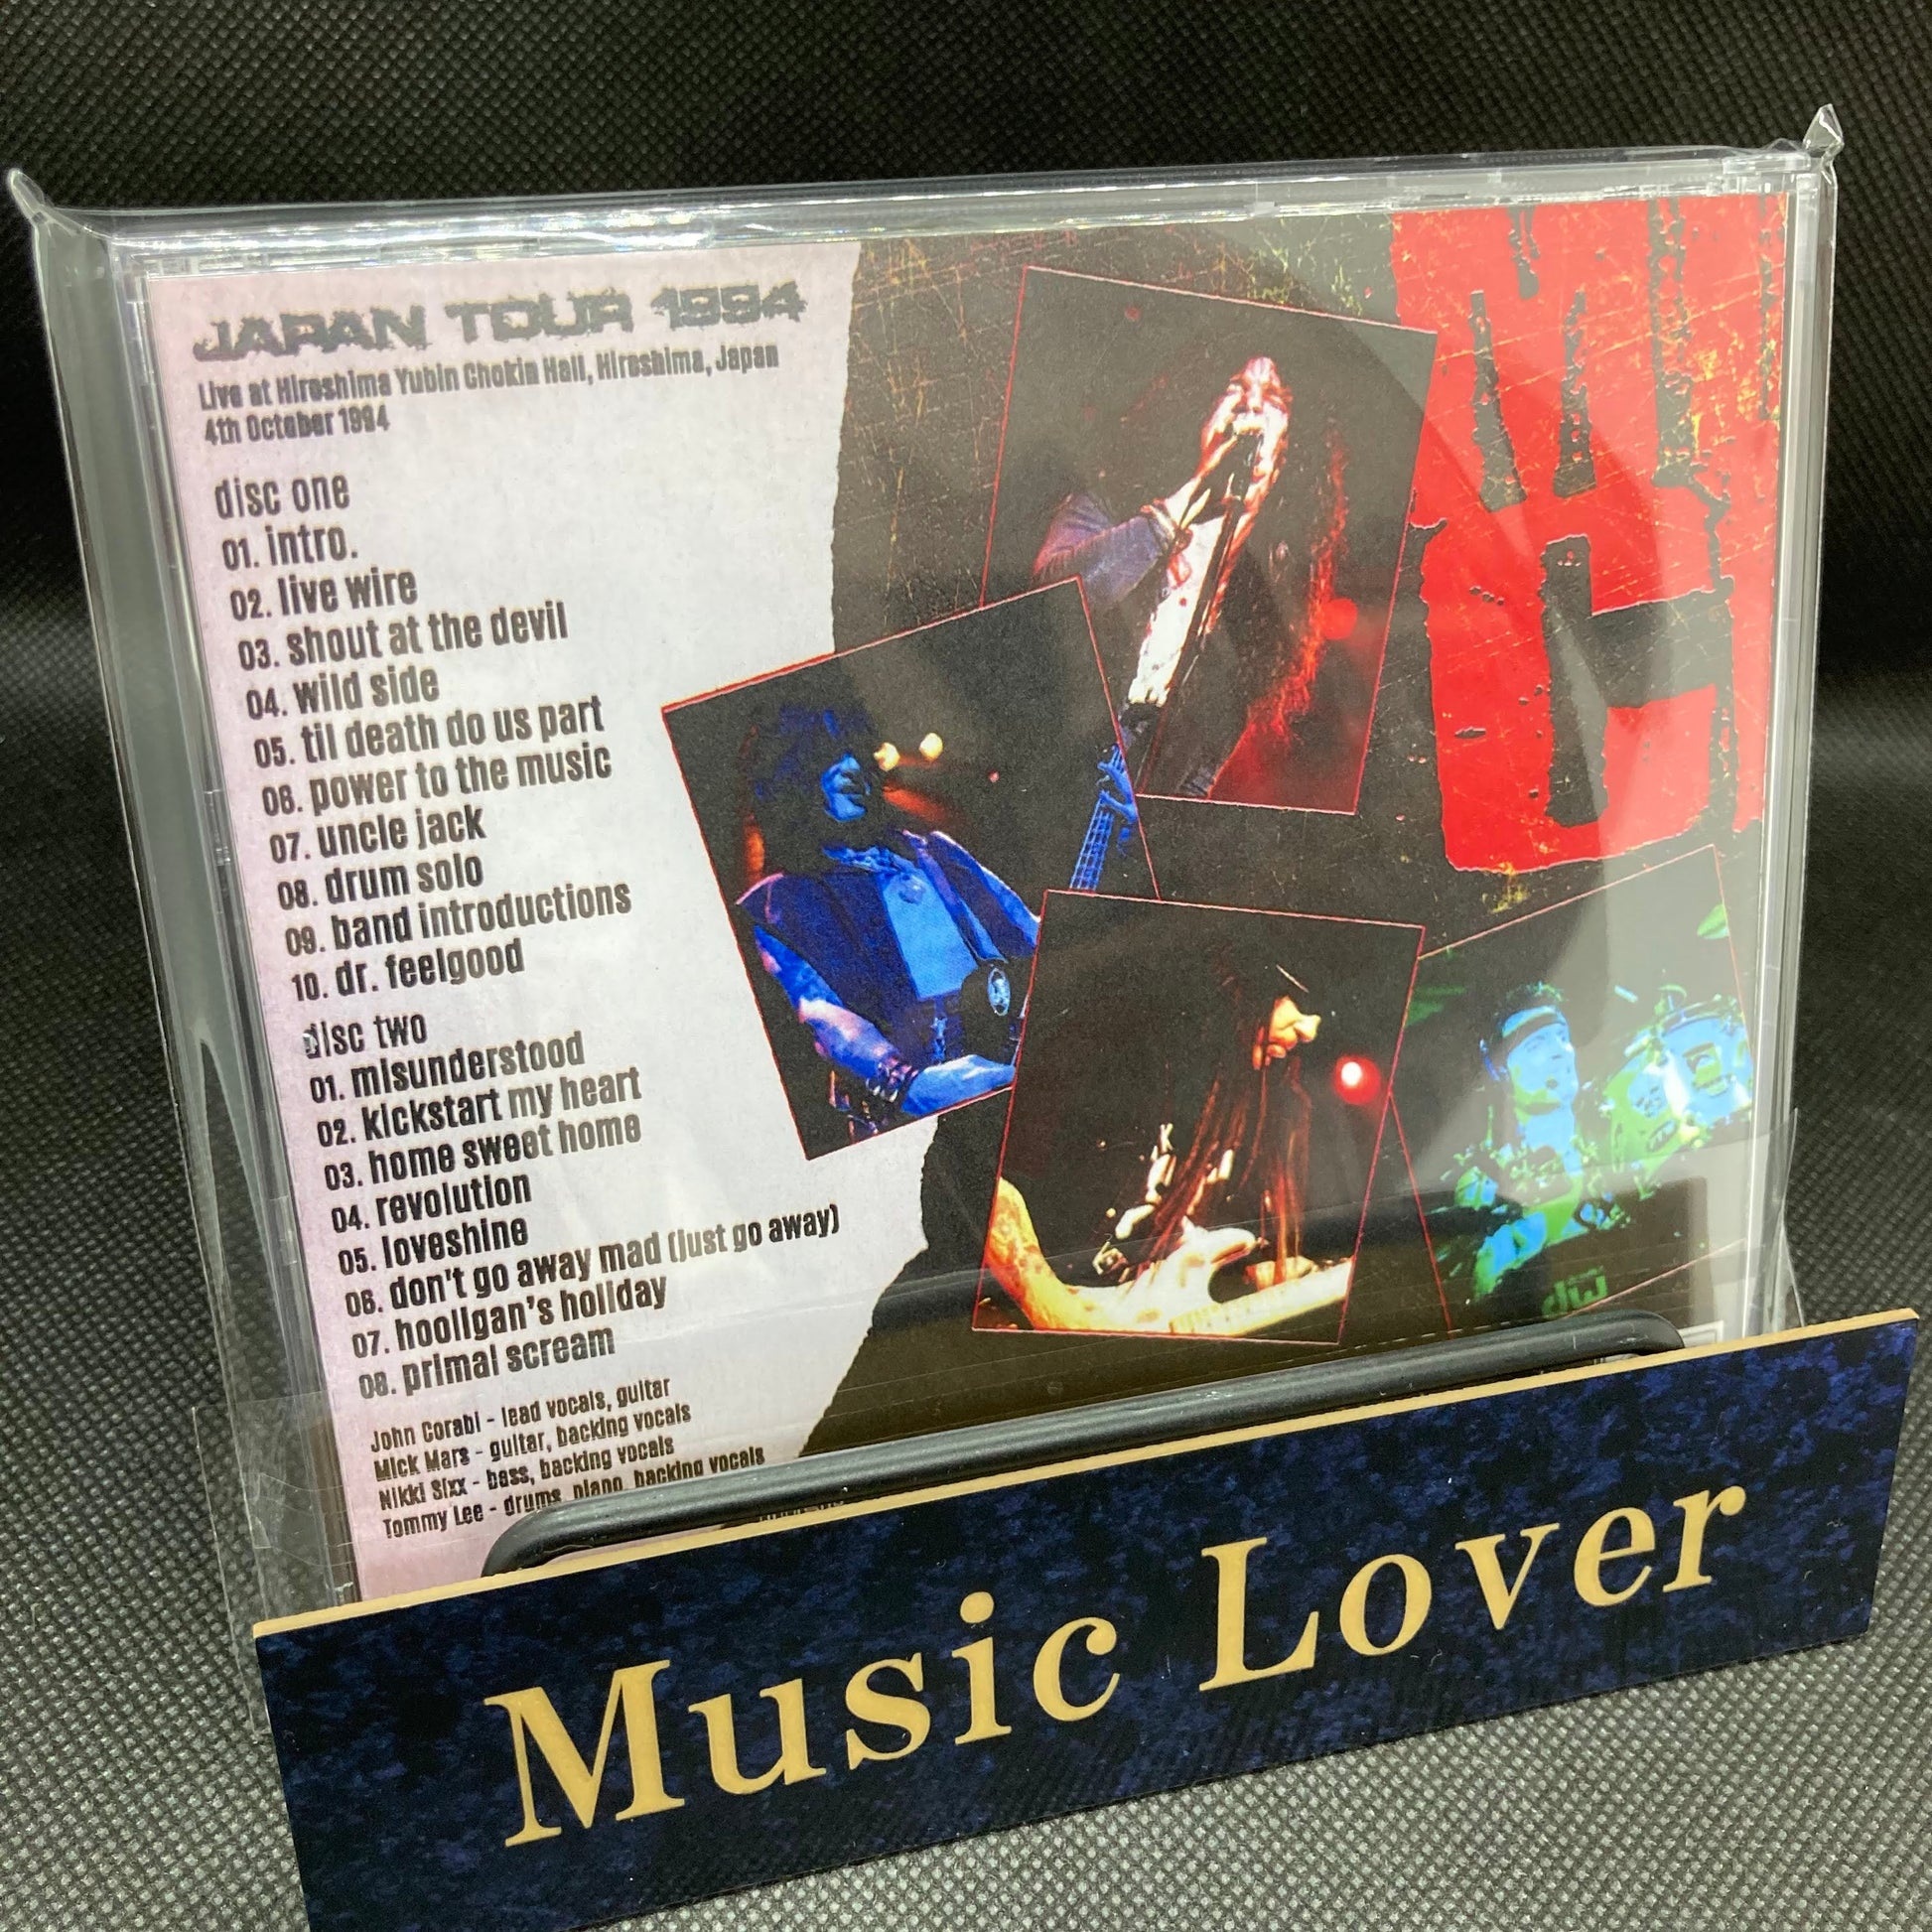 JAPAN TOUR 1994
Live at Hiroshima Yubin Chokin Hall, Hiroshima, Japan
4th October 1994
disc one
01. intro.
02. live wire
03. shout at the devil
04. wild side
05. til death do us part
06. power to the music
07. uncle jack
08. drum solo
09. band introductions
10. dr. feelgood
disc two
01. misunderstood
02. kickstart my heart
03. home sweet home
04. revolution
05. loveshine
06. don't go away mad (just go away)
07. hooligan's holiday
08. primal scream
John Corabi - lead vocals, guitar
Mick Mars - guitar, backing vocals
Nikki Sixx - bass, backing vocals
Tommy Lee - drums, piano, backing vocals
dw
Music Lover